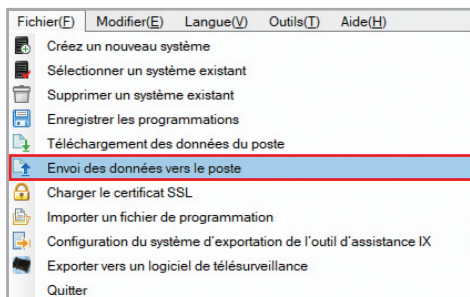 Fichier(F) Modifier(E) Langue(V) Outils(T) Aide(H)
Créez un nouveau système
Sélectionner un système existant
Supprimer un système existant
Enregistrer les programmations
Téléchargement des données du poste
Envoi des données vers le poste
Charger le certificat SSL
Importer un fichier de programmation
Configuration du système d'exportation de l'outil d'assistance IX
Exporter vers un logiciel de télésurveillance
Quitter